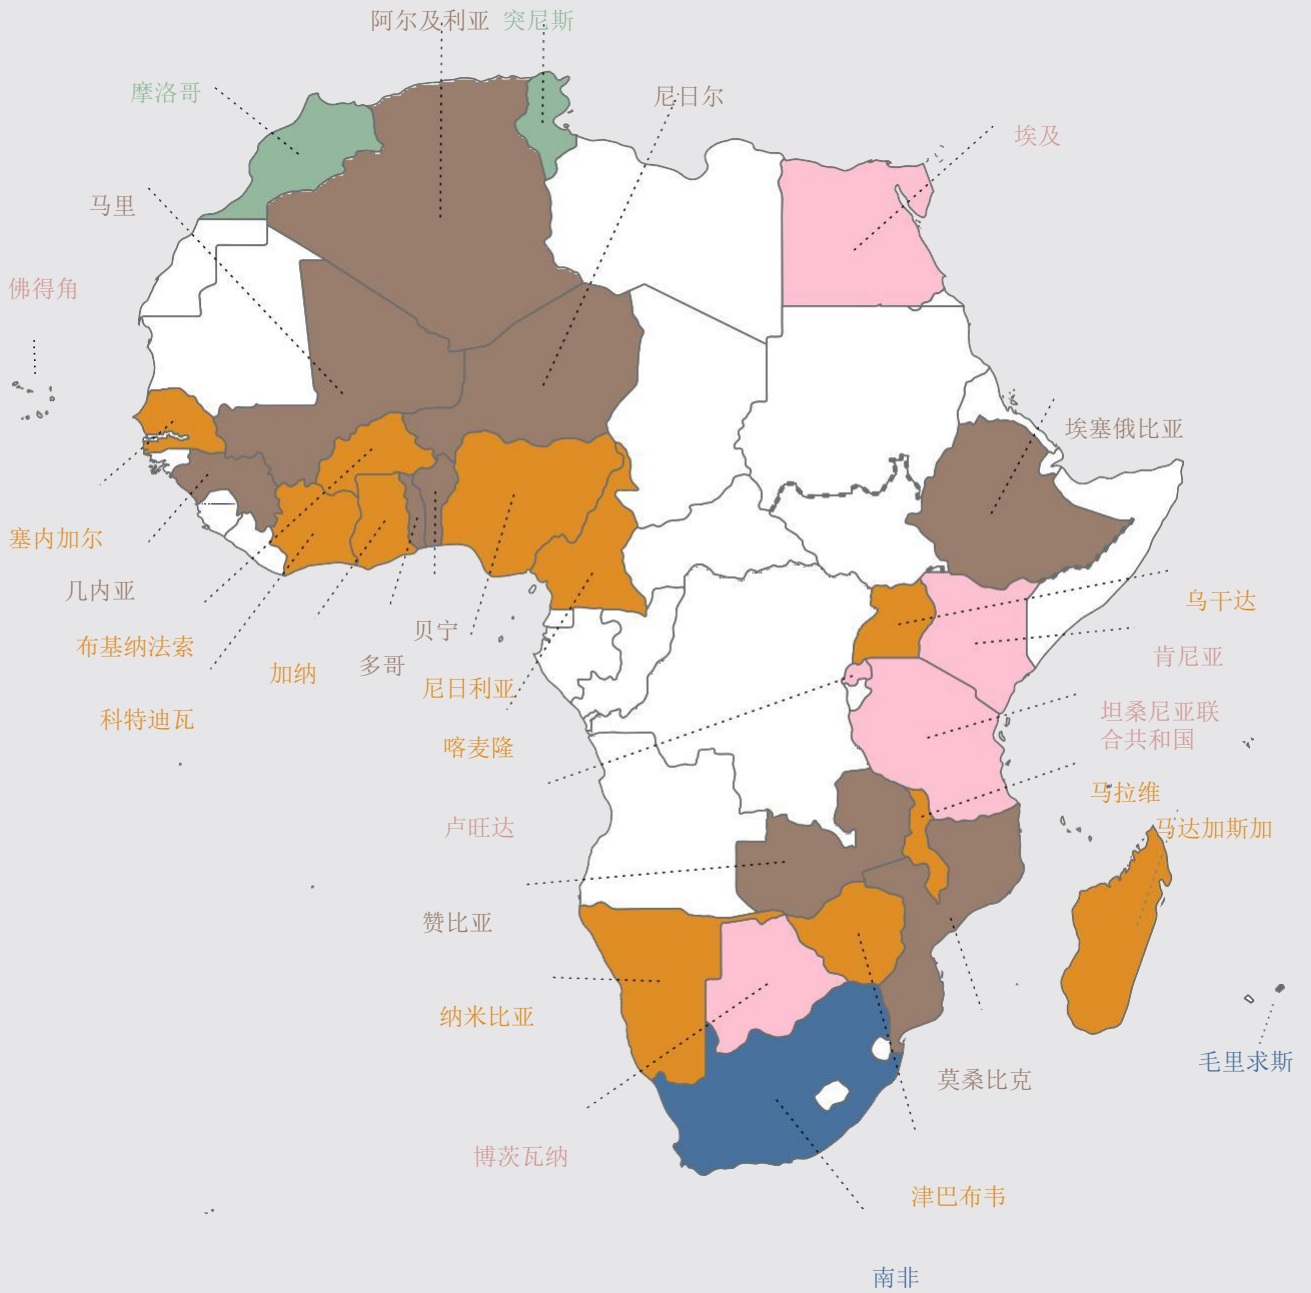 阿尔及利亚
突尼斯
摩洛哥
尼日尔
埃及
马里
佛得角
埃塞俄比亚
塞内加尔
几内亚
布基纳法索
科特迪瓦
加纳
多哥
贝宁
尼日利亚
喀麦隆
乌干达
肯尼亚
坦桑尼亚联
合共和国
马拉维
马达加斯加
卢旺达
赞比亚
纳米比亚
毛里求斯
莫桑比克
博茨瓦纳
津巴布韦
南非